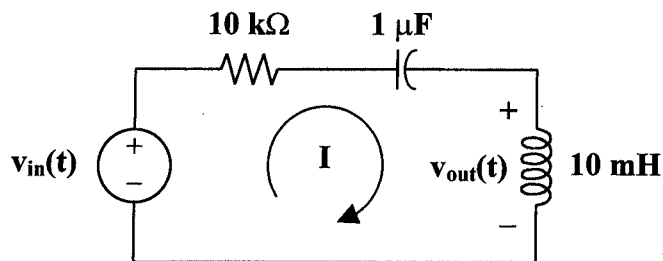 10 kΩ 1 μF
+
v_in(t) + − I v_out(t) 10 mH
−